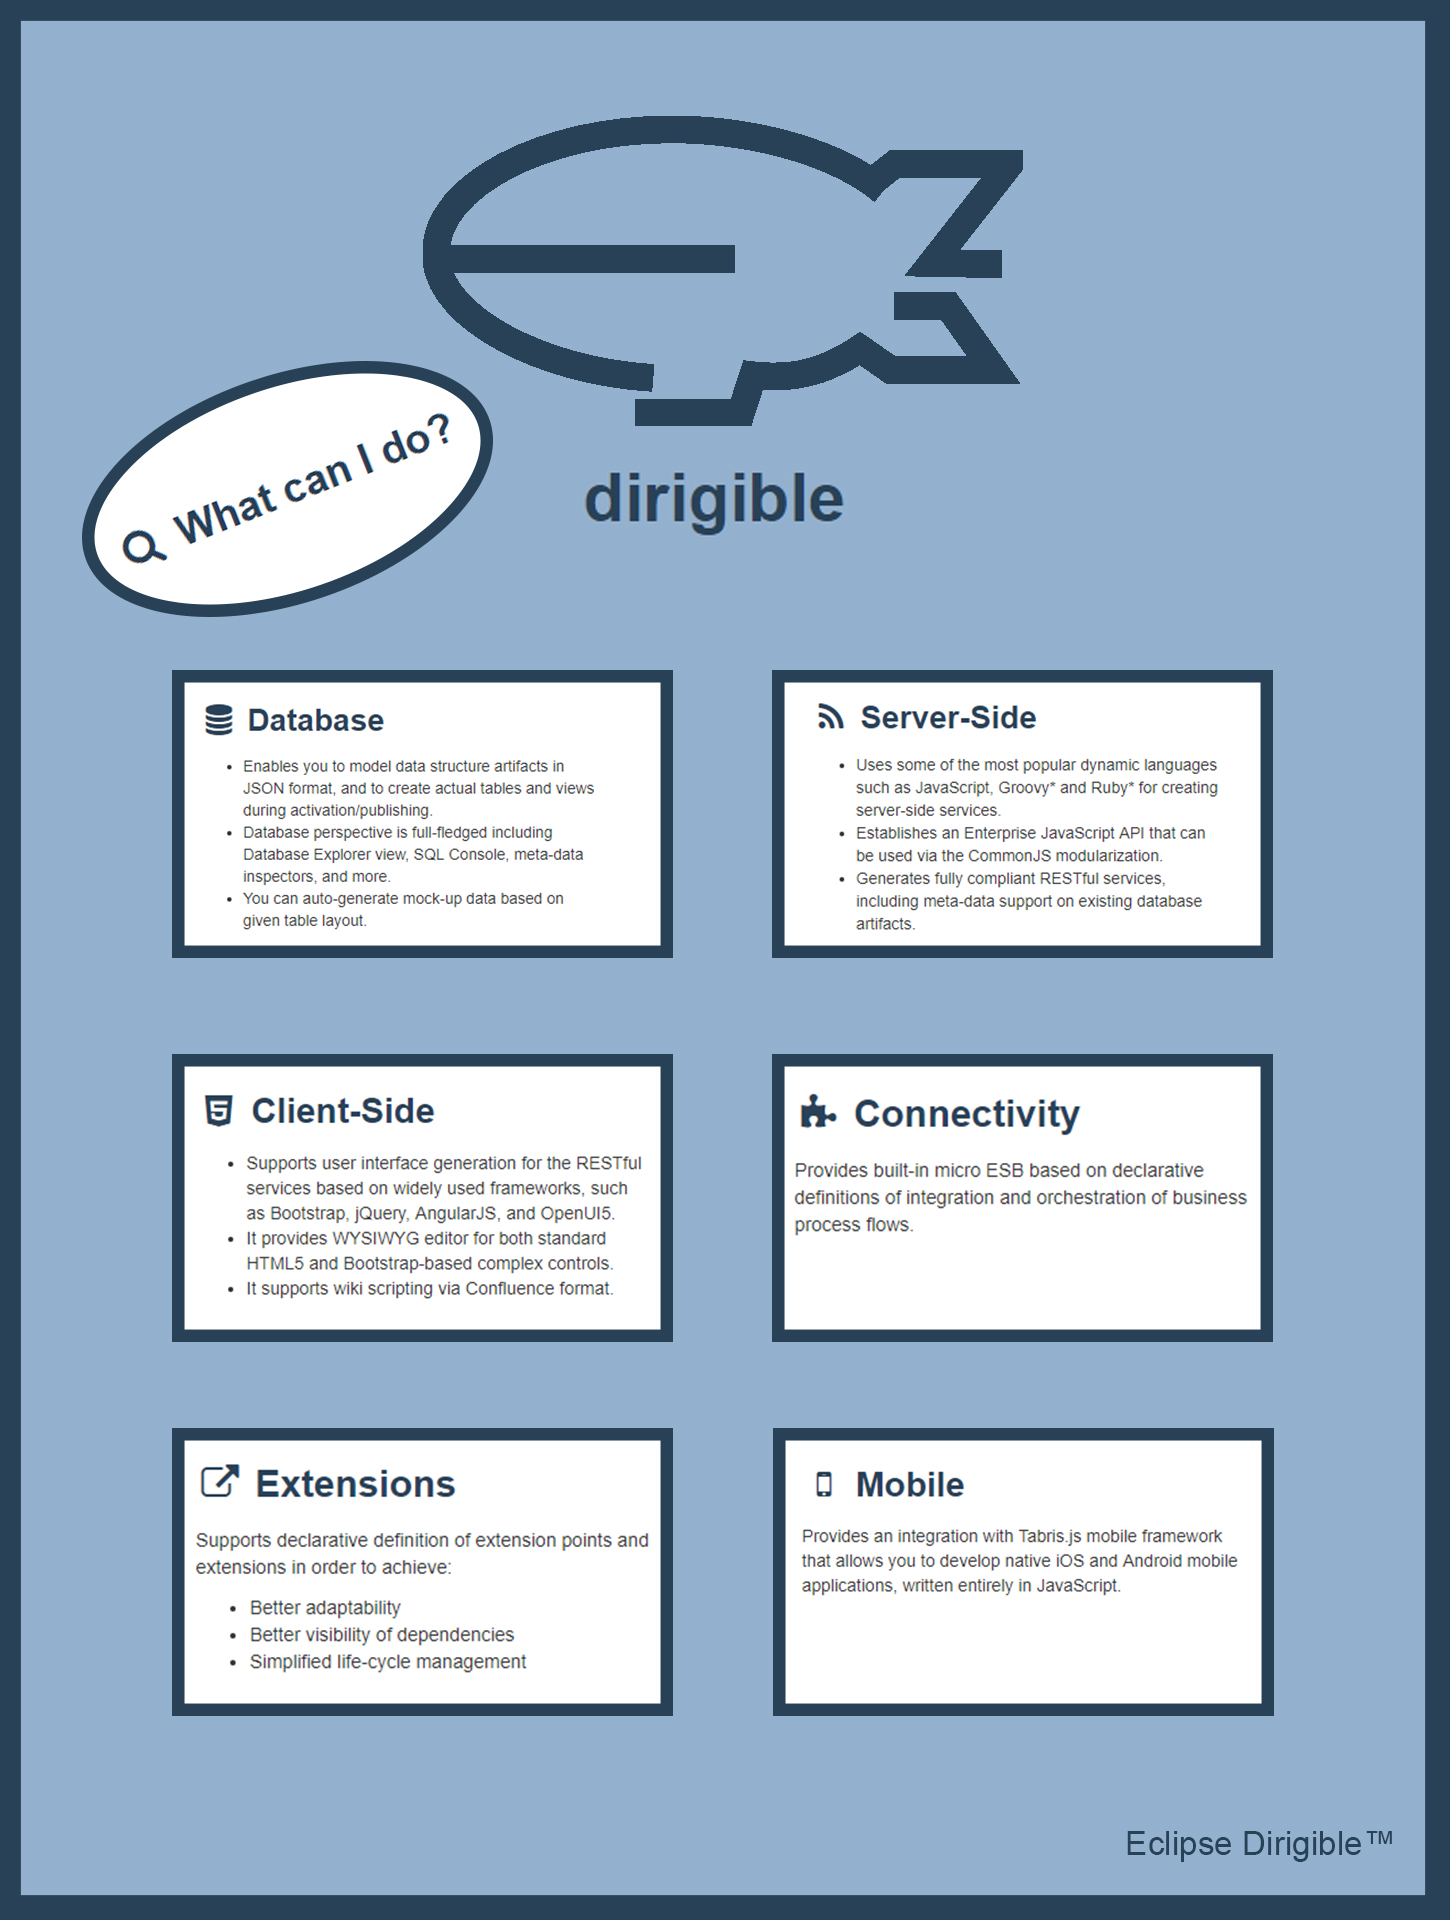 What can I do?
dirigible
Database
• Enables you to model data structure artifacts in
JSON format, and to create actual tables and views
during activation/publishing.
• Database perspective is full-fledged including
Database Explorer view, SQL Console, meta-data
inspectors, and more.
• You can auto-generate mock-up data based on
given table layout.
Server-Side
• Uses some of the most popular dynamic languages
such as JavaScript, Groovy* and Ruby* for creating
server-side services.
• Establishes an Enterprise JavaScript API that can
be used via the CommonJS modularization.
• Generates fully compliant RESTful services,
including meta-data support on existing database
artifacts.
Client-Side
• Supports user interface generation for the RESTful
services based on widely used frameworks, such
as Bootstrap, jQuery, AngularJS, and OpenUI5.
• It provides WYSIWYG editor for both standard
HTML5 and Bootstrap-based complex controls.
• It supports wiki scripting via Confluence format.
Connectivity
Provides built-in micro ESB based on declarative
definitions of integration and orchestration of business
process flows.
Extensions
Supports declarative definition of extension points and
extensions in order to achieve:
• Better adaptability
• Better visibility of dependencies
• Simplified life-cycle management
Mobile
Provides an integration with Tabris.js mobile framework
that allows you to develop native iOS and Android mobile
applications, written entirely in JavaScript.
Eclipse Dirigible™